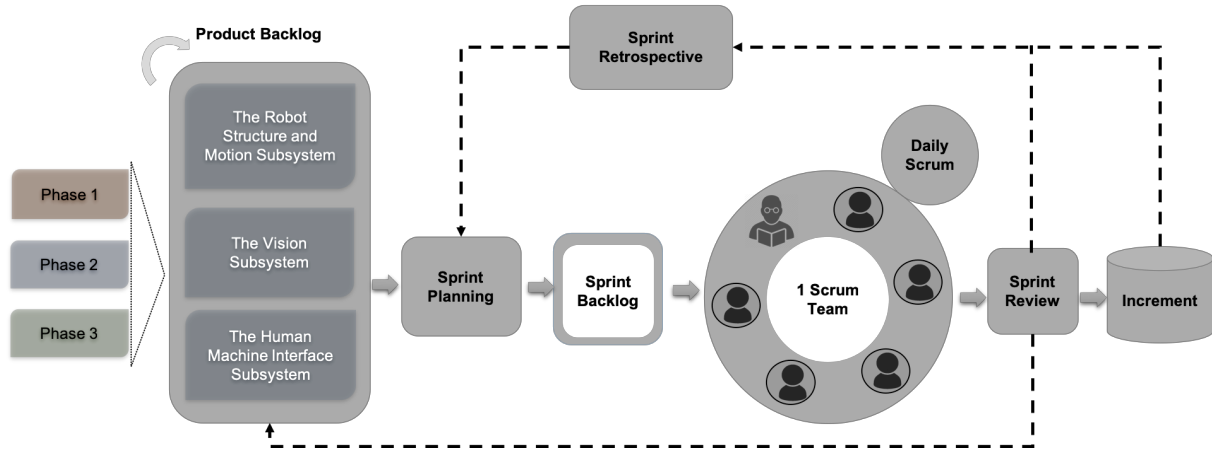 Product Backlog
Sprint
Retrospective
The Robot
Structure and
Motion Subsystem
Daily
Scrum
Phase 1
Phase 2
Phase 3
The Vision
Subsystem
The Human
Machine Interface
Subsystem
Sprint
Planning
Sprint
Backlog
1 Scrum
Team
Sprint
Review
Increment